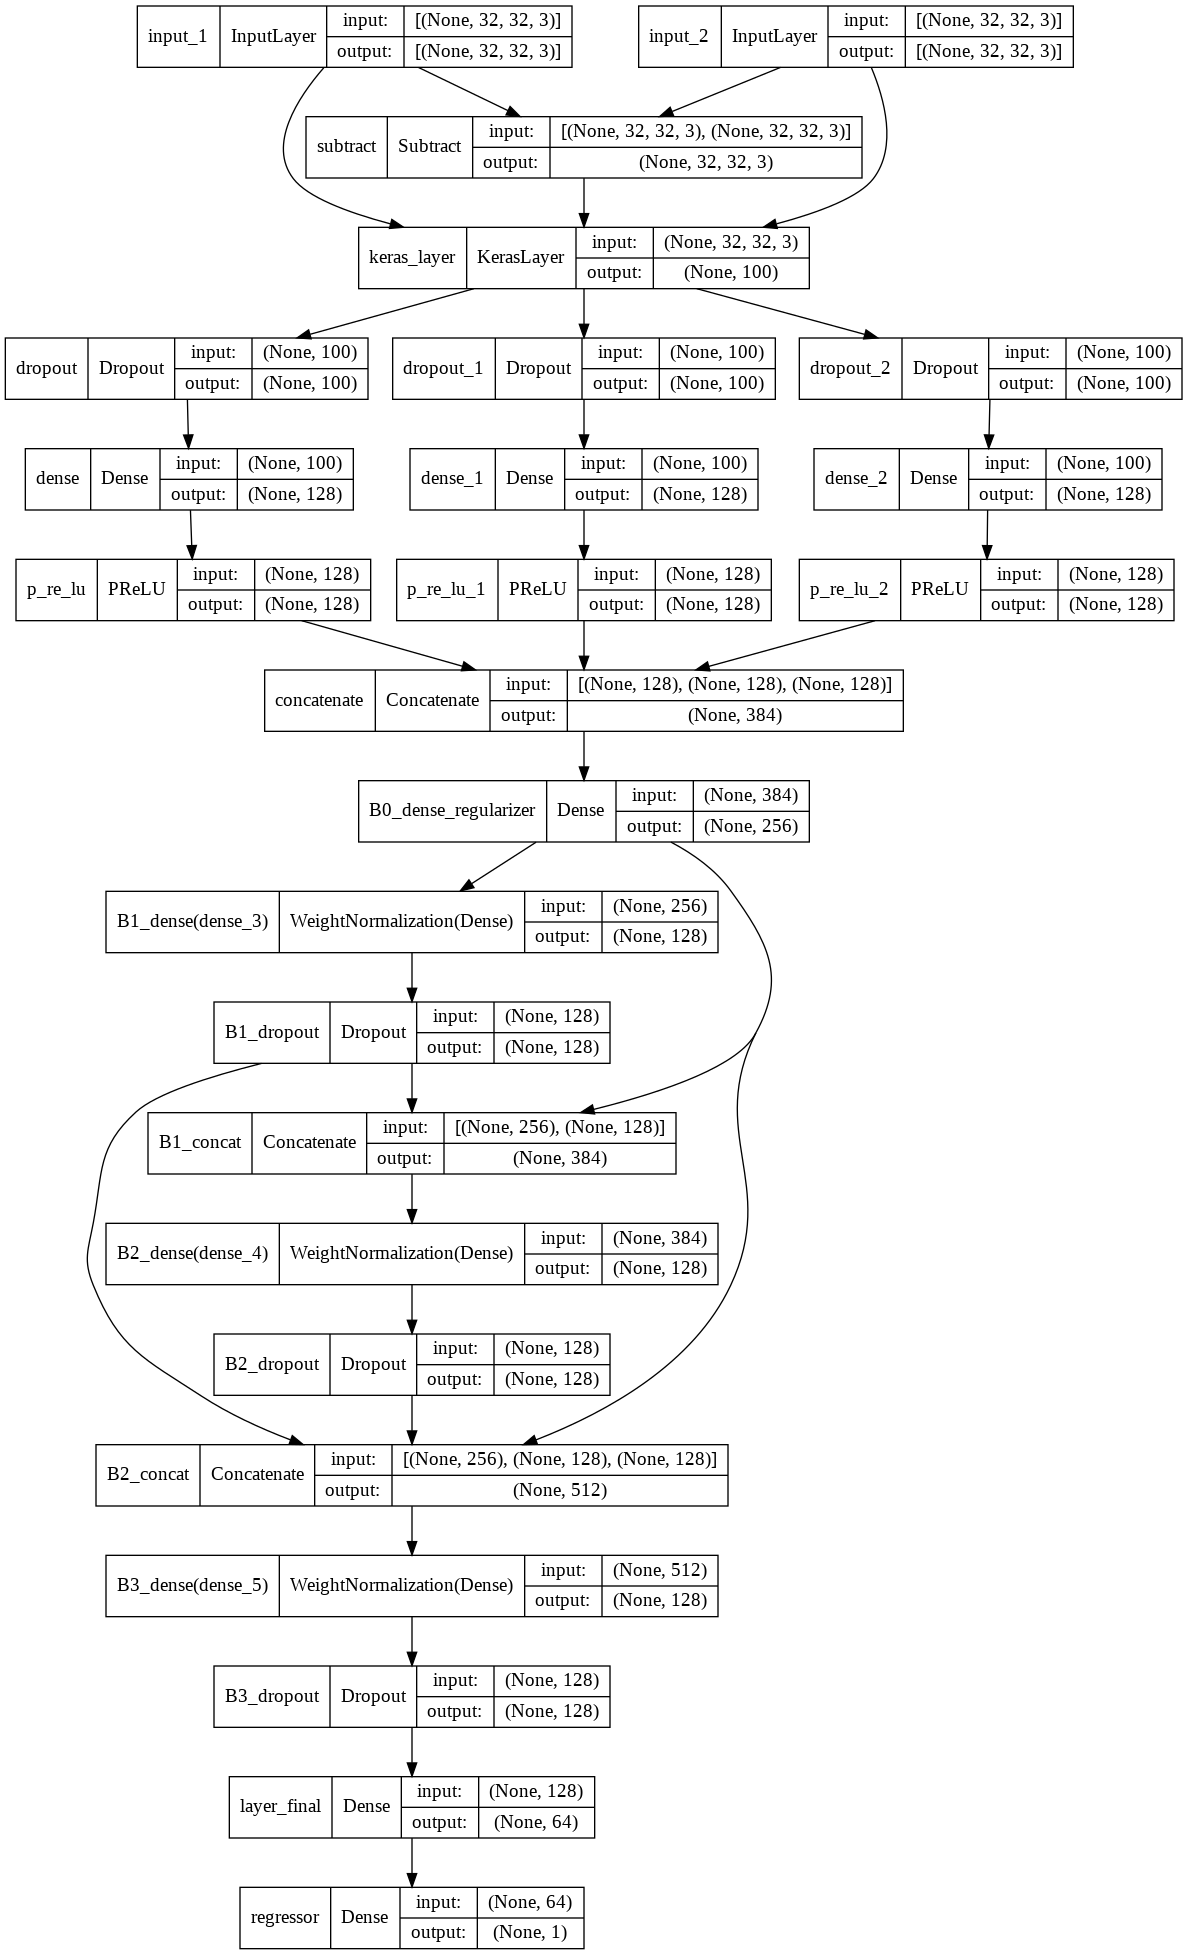 input_1 InputLayer input: [(None, 32, 32, 3)]
output: [(None, 32, 32, 3)]
input_2 InputLayer input: [(None, 32, 32, 3)]
output: [(None, 32, 32, 3)]
subtract Subtract input: [(None, 32, 32, 3), (None, 32, 32, 3)]
output: (None, 32, 32, 3)
keras_layer KerasLayer input: (None, 32, 32, 3)
output: (None, 100)
dropout Dropout input: (None, 100)
output: (None, 100)
dropout_1 Dropout input: (None, 100)
output: (None, 100)
dropout_2 Dropout input: (None, 100)
output: (None, 100)
dense Dense input: (None, 100)
output: (None, 128)
dense_1 Dense input: (None, 100)
output: (None, 128)
dense_2 Dense input: (None, 100)
output: (None, 128)
p_re_lu PReLU input: (None, 128)
output: (None, 128)
p_re_lu_1 PReLU input: (None, 128)
output: (None, 128)
p_re_lu_2 PReLU input: (None, 128)
output: (None, 128)
concatenate Concatenate input: [(None, 128), (None, 128), (None, 128)]
output: (None, 384)
B0_dense_regularizer Dense input: (None, 384)
output: (None, 256)
B1_dense(dense_3) WeightNormalization(Dense) input: (None, 256)
output: (None, 128)
B1_dropout Dropout input: (None, 128)
output: (None, 128)
B1_concat Concatenate input: [(None, 256), (None, 128)]
output: (None, 384)
B2_dense(dense_4) WeightNormalization(Dense) input: (None, 384)
output: (None, 128)
B2_dropout Dropout input: (None, 128)
output: (None, 128)
B2_concat Concatenate input: [(None, 256), (None, 128), (None, 128)]
output: (None, 512)
B3_dense(dense_5) WeightNormalization(Dense) input: (None, 512)
output: (None, 128)
B3_dropout Dropout input: (None, 128)
output: (None, 128)
layer_final Dense input: (None, 128)
output: (None, 64)
regressor Dense input: (None, 64)
output: (None, 1)